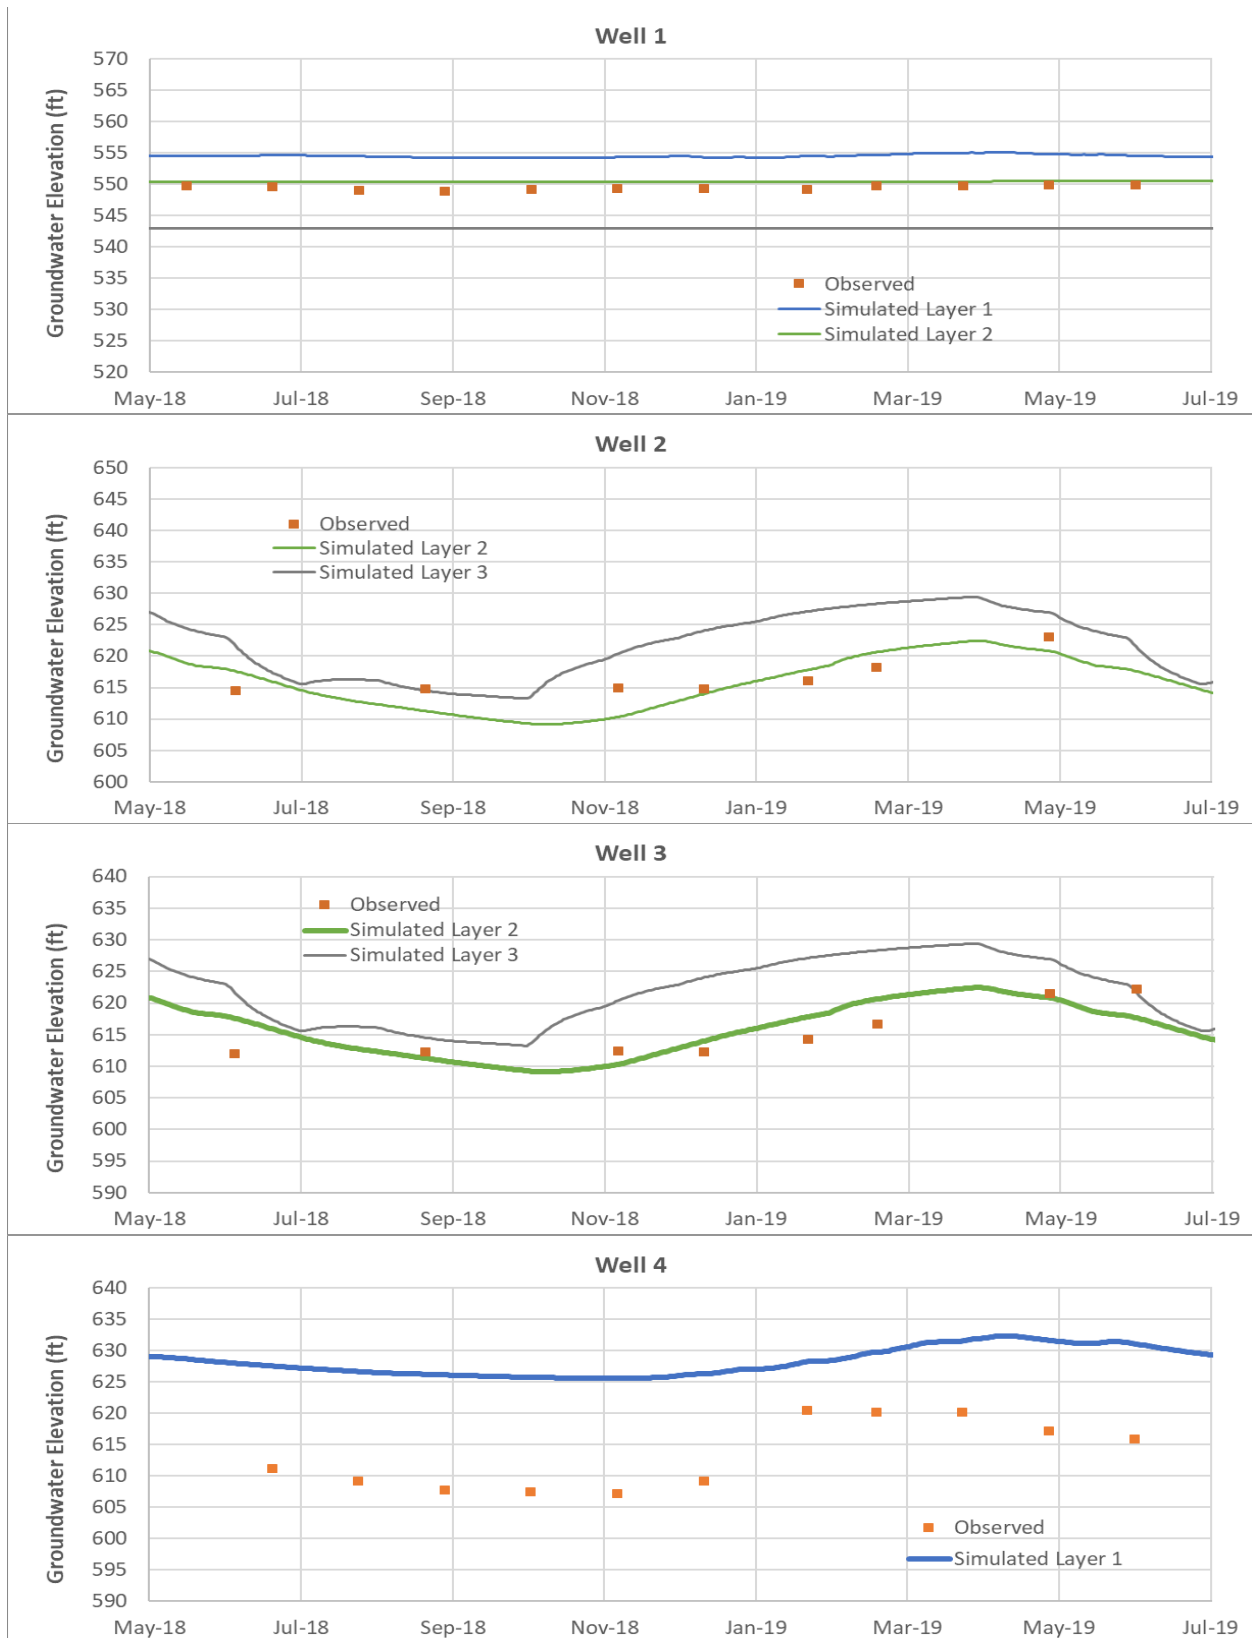 Well 1
Groundwater Elevation (ft)
570
565
560
555
550
545
540
535
530
525
520
Observed
Simulated Layer 1
Simulated Layer 2
May-18 Jul-18 Sep-18 Nov-18 Jan-19 Mar-19 May-19 Jul-19
Well 2
Groundwater Elevation (ft)
650
645
640
635
630
625
620
615
610
605
600
Observed
Simulated Layer 2
Simulated Layer 3
May-18 Jul-18 Sep-18 Nov-18 Jan-19 Mar-19 May-19 Jul-19
Well 3
Groundwater Elevation (ft)
640
635
630
625
620
615
610
605
600
595
590
Observed
Simulated Layer 2
Simulated Layer 3
May-18 Jul-18 Sep-18 Nov-18 Jan-19 Mar-19 May-19 Jul-19
Well 4
Groundwater Elevation (ft)
640
635
630
625
620
615
610
605
600
595
590
Observed
Simulated Layer 1
May-18 Jul-18 Sep-18 Nov-18 Jan-19 Mar-19 May-19 Jul-19